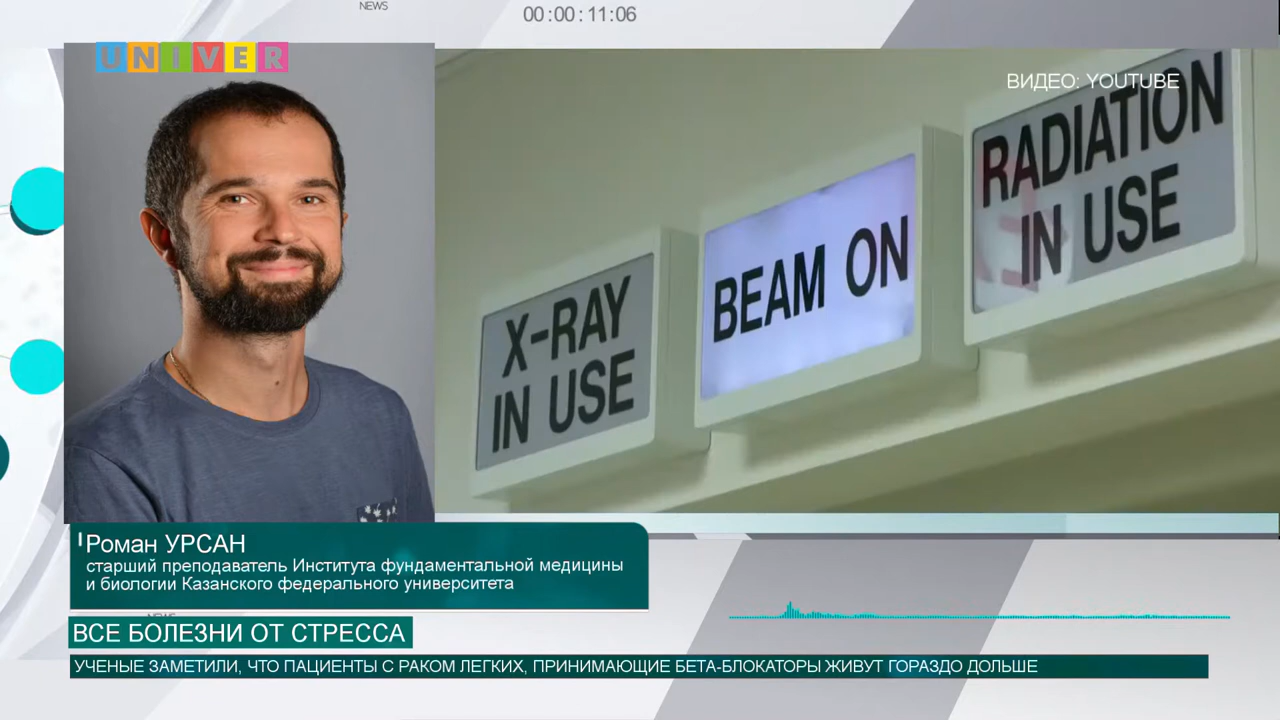 NEWS
00:00:11:06
UNIVER
ВИДЕО: YOUTUBE
X-RAY
IN USE
BEAM ON
RADIATION
IN USE
Роман УРСАН
старший преподаватель Института фундаментальной медицины
и биологии Казанского федерального университета
NEWS
ВСЕ БОЛЕЗНИ ОТ СТРЕССА
УЧЕНЫЕ ЗАМЕТИЛИ, ЧТО ПАЦИЕНТЫ С РАКОМ ЛЕГКИХ, ПРИНИМАЮЩИЕ БЕТА-БЛОКАТОРЫ ЖИВУТ ГОРАЗДО ДОЛЬШЕ